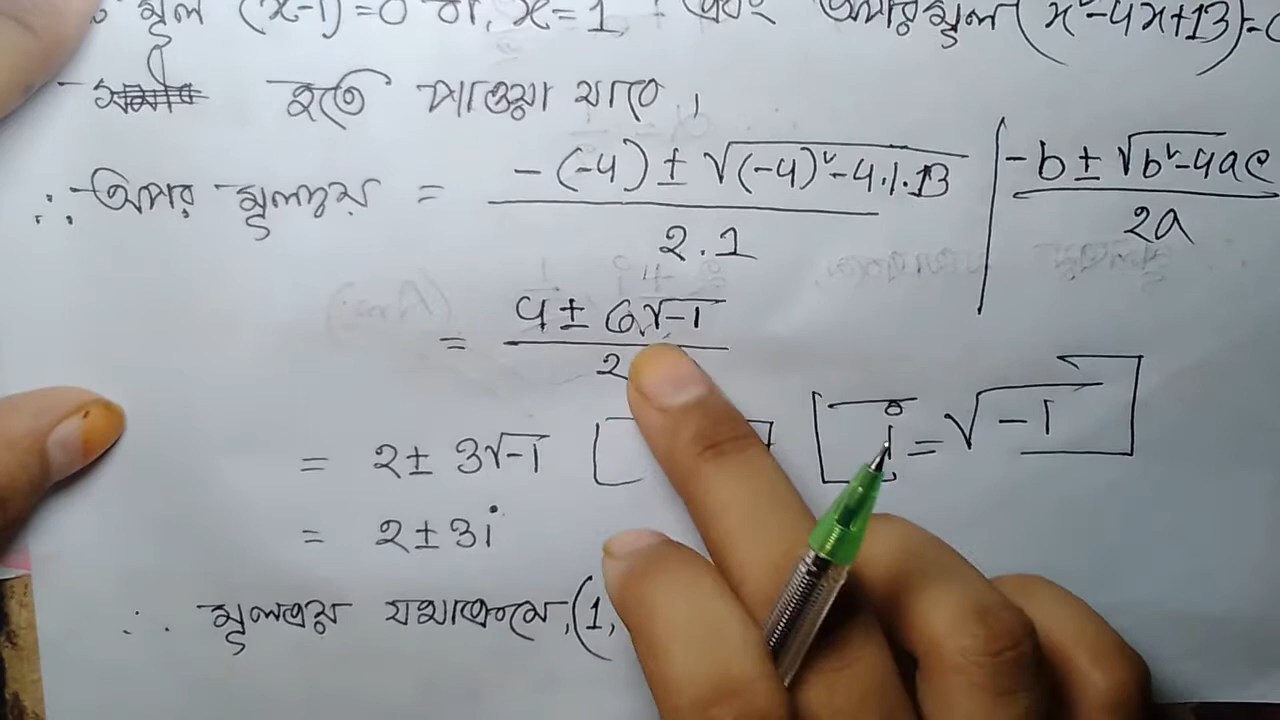 মূল (x-1)=0 বা, x=1, এবং অপরমূল (x²-4x+13)=0
হতে পাওয়া যাবে,
∴ অপর মূলদ্বয় = -(-4) ± √(-4)²-4.1.13 / 2.1 | -b ± √b²-4ac / 2a
= 4 ± 6√-1 / 2
= 2 ± 3√-1 [i = √-1]
= 2 ± 3i
∴ মূলত্রয় যথাক্রমে, (1,